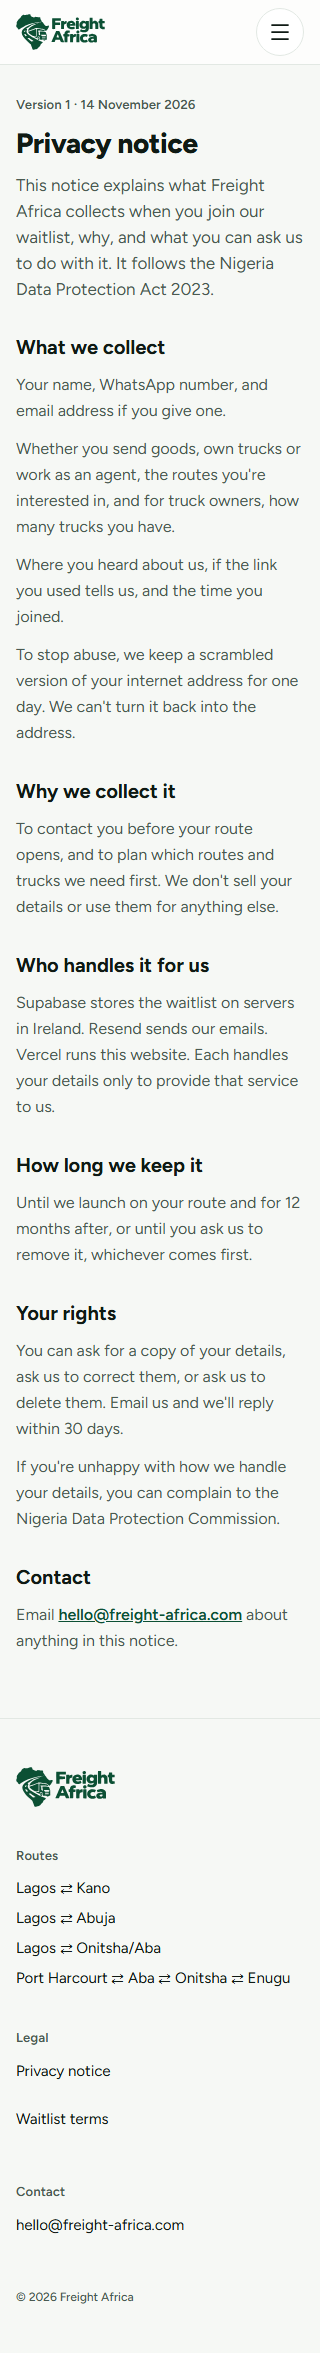 Freight
Africa
Version 1 · 14 November 2026
Privacy notice
This notice explains what Freight
Africa collects when you join our
waitlist, why, and what you can ask us
to do with it. It follows the Nigeria
Data Protection Act 2023.
What we collect
Your name, WhatsApp number, and
email address if you give one.
Whether you send goods, own trucks or
work as an agent, the routes you're
interested in, and for truck owners, how
many trucks you have.
Where you heard about us, if the link
you used tells us, and the time you
joined.
To stop abuse, we keep a scrambled
version of your internet address for one
day. We can't turn it back into the
address.
Why we collect it
To contact you before your route
opens, and to plan which routes and
trucks we need first. We don't sell your
details or use them for anything else.
Who handles it for us
Supabase stores the waitlist on servers
in Ireland. Resend sends our emails.
Vercel runs this website. Each handles
your details only to provide that service
to us.
How long we keep it
Until we launch on your route and for 12
months after, or until you ask us to
remove it, whichever comes first.
Your rights
You can ask for a copy of your details,
ask us to correct them, or ask us to
delete them. Email us and we'll reply
within 30 days.
If you're unhappy with how we handle
your details, you can complain to the
Nigeria Data Protection Commission.
Contact
Email hello@freight-africa.com about
anything in this notice.
Freight
Africa
Routes
Lagos ⇄ Kano
Lagos ⇄ Abuja
Lagos ⇄ Onitsha/Aba
Port Harcourt ⇄ Aba ⇄ Onitsha ⇄ Enugu
Legal
Privacy notice
Waitlist terms
Contact
hello@freight-africa.com
© 2026 Freight Africa